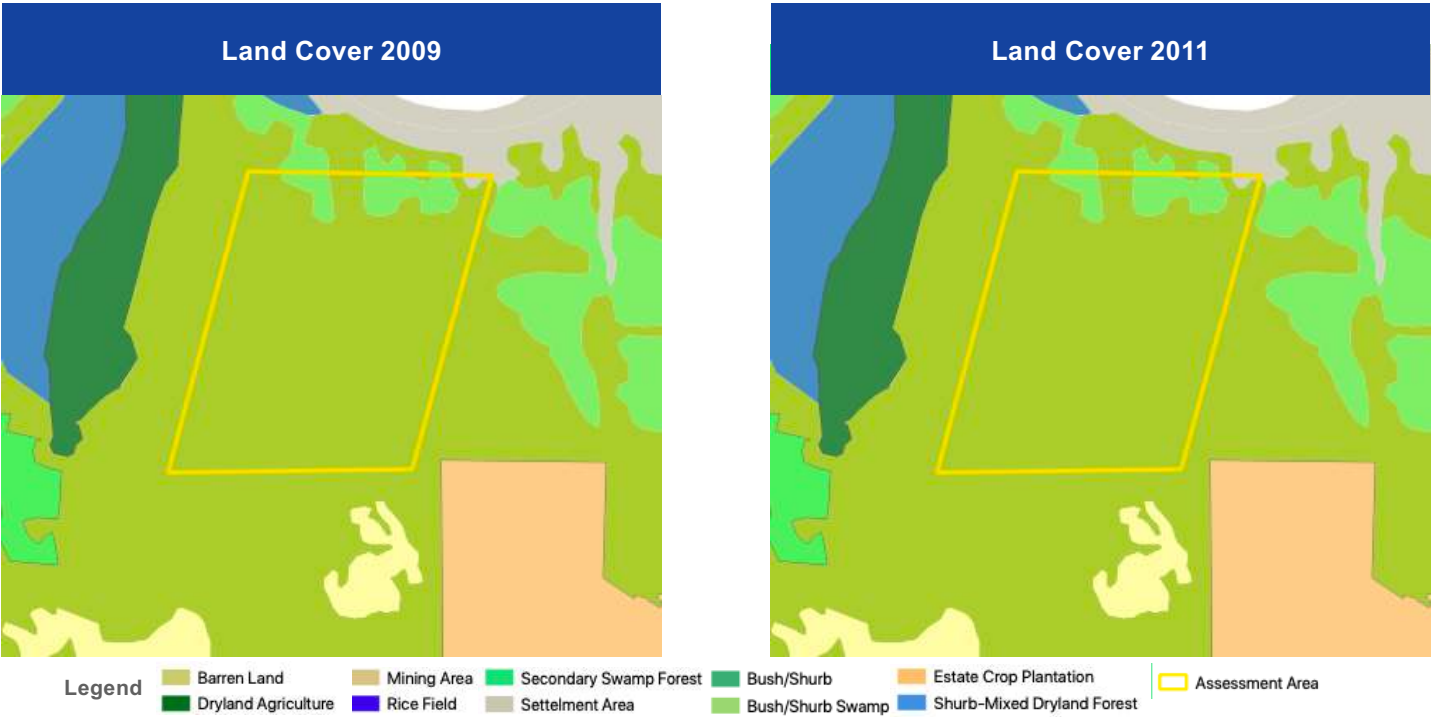 Land Cover 2009
Land Cover 2011
Legend
Barren Land
Mining Area
Secondary Swamp Forest
Bush/Shurb
Estate Crop Plantation
Assessment Area
Dryland Agriculture
Rice Field
Settelment Area
Bush/Shurb Swamp
Shurb-Mixed Dryland Forest